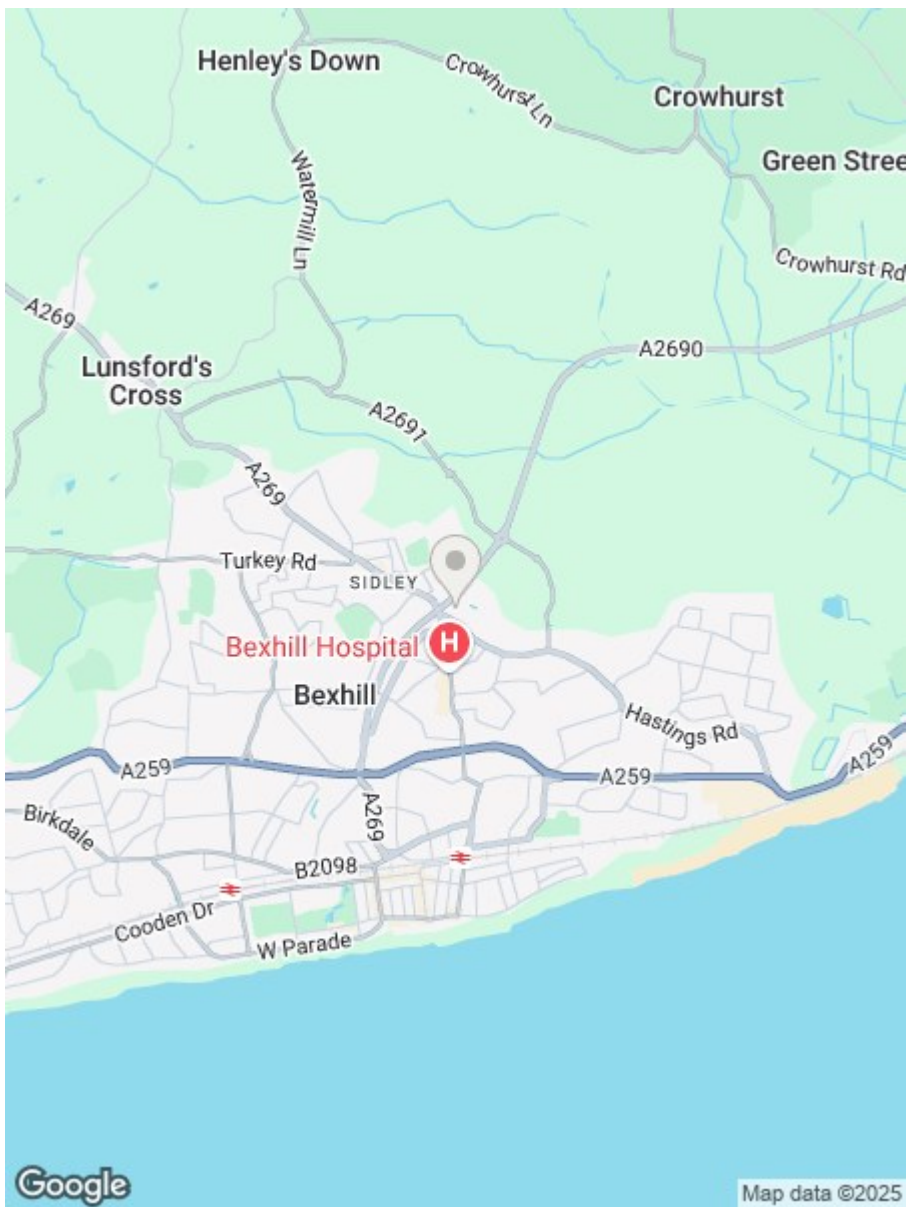 Henley's Down
Crowhurst Ln
Crowhurst
Green Stree
Watermill Ln
Crowhurst Rd
A269
A2690
Lunsford's
Cross
A2691
A269
Turkey Rd
SIDLEY
Bexhill Hospital
H
Bexhill
Hastings Rd
A259
A259
A259
Birkdale
A269
B2098
Cooden Dr
W Parade
Google
Map data ©2025